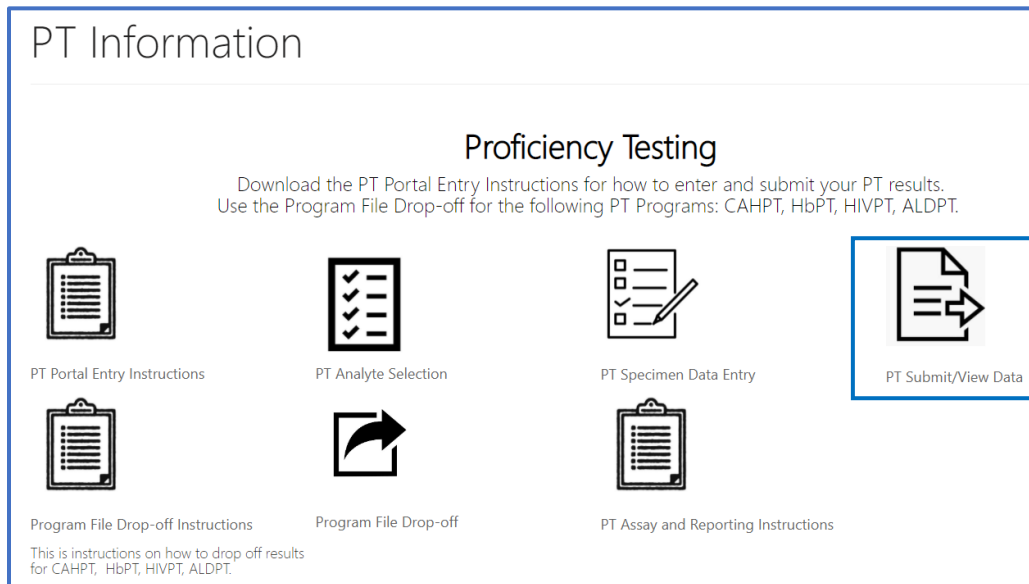 PT Information
Proficiency Testing
Download the PT Portal Entry Instructions for how to enter and submit your PT results.
Use the Program File Drop-off for the following PT Programs: CAHPT, HbPT, HIVPT, ALDPT.
PT Portal Entry Instructions
PT Analyte Selection
PT Specimen Data Entry
PT Submit/View Data
Program File Drop-off Instructions
Program File Drop-off
PT Assay and Reporting Instructions
This is instructions on how to drop off results
for CAHPT, HbPT, HIVPT, ALDPT.